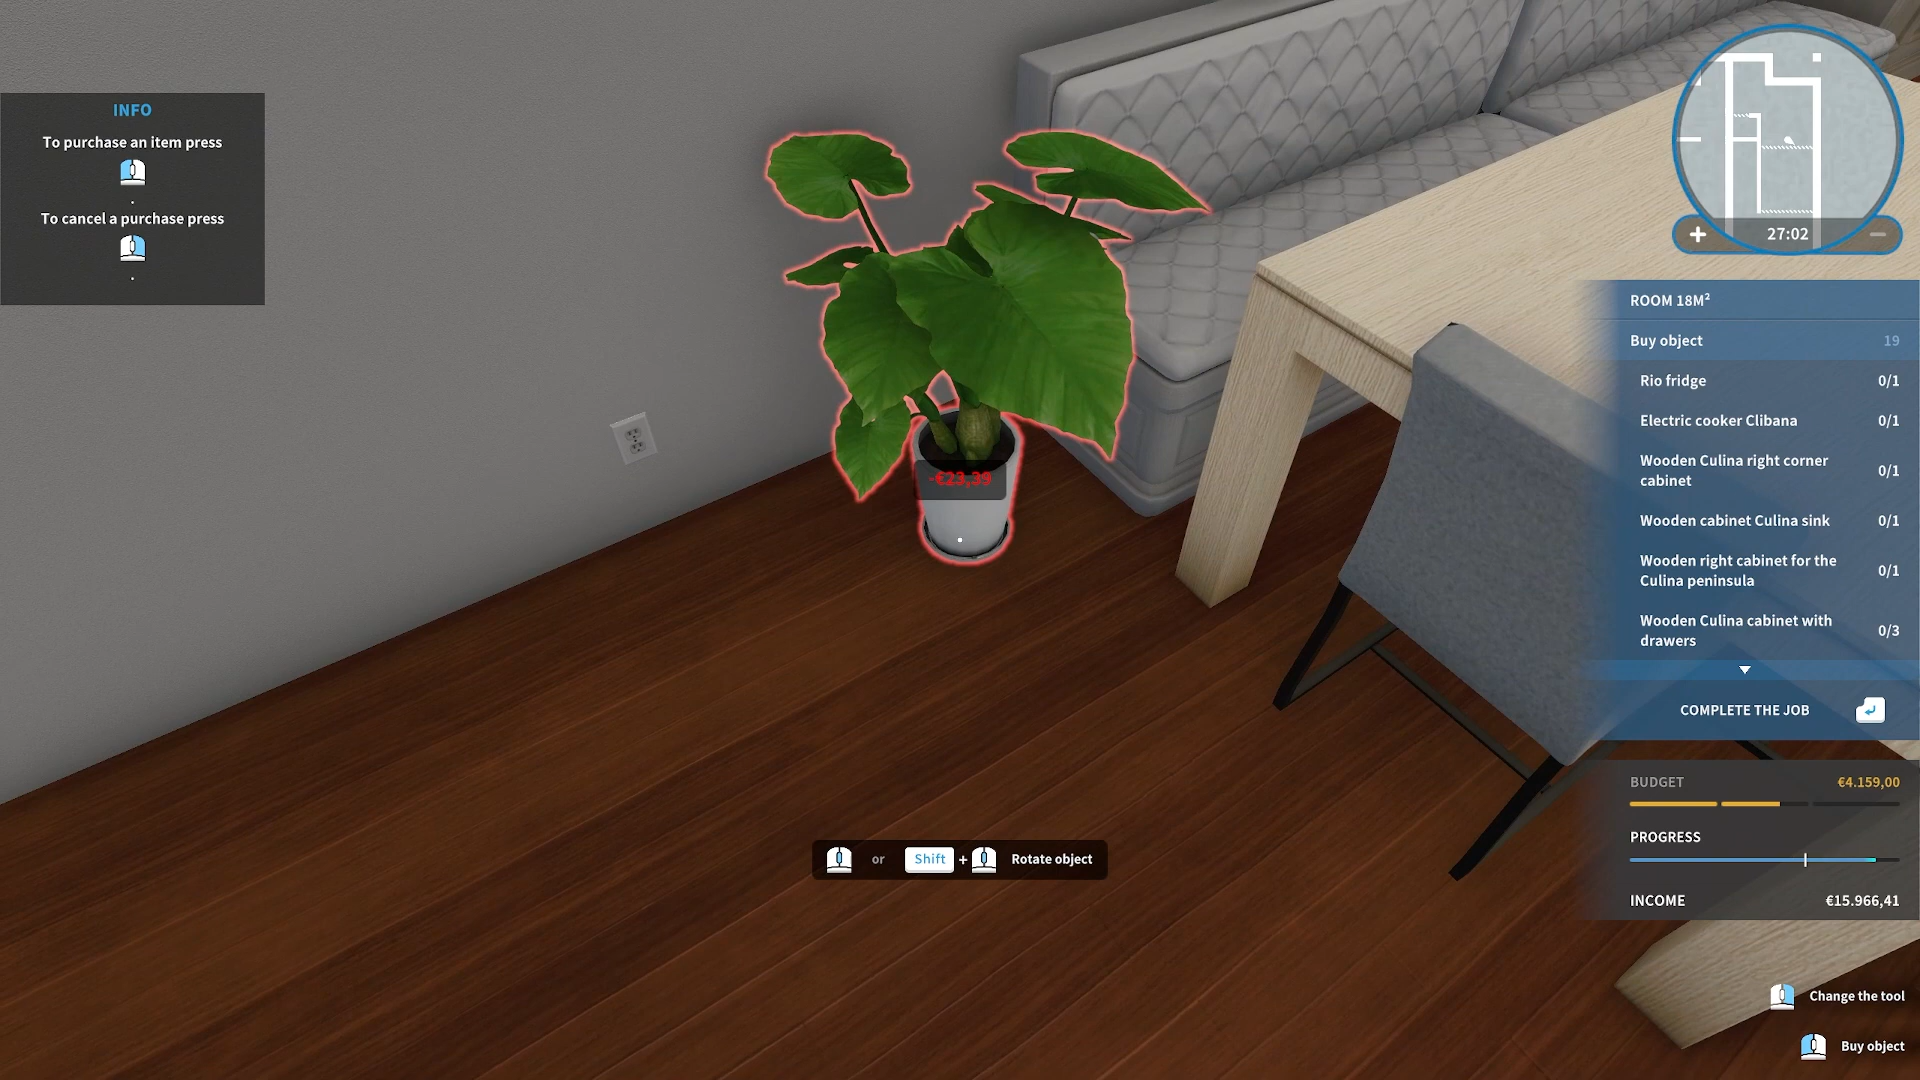 INFO
To purchase an item press
.
To cancel a purchase press
.
-€23,39
or Shift + Rotate object
27:02
ROOM 18M²
Buy object 19
Rio fridge 0/1
Electric cooker Clibana 0/1
Wooden Culina right corner
cabinet 0/1
Wooden cabinet Culina sink 0/1
Wooden right cabinet for the
Culina peninsula 0/1
Wooden Culina cabinet with
drawers 0/3
COMPLETE THE JOB
BUDGET €4.159,00
PROGRESS
INCOME €15.966,41
Change the tool
Buy object